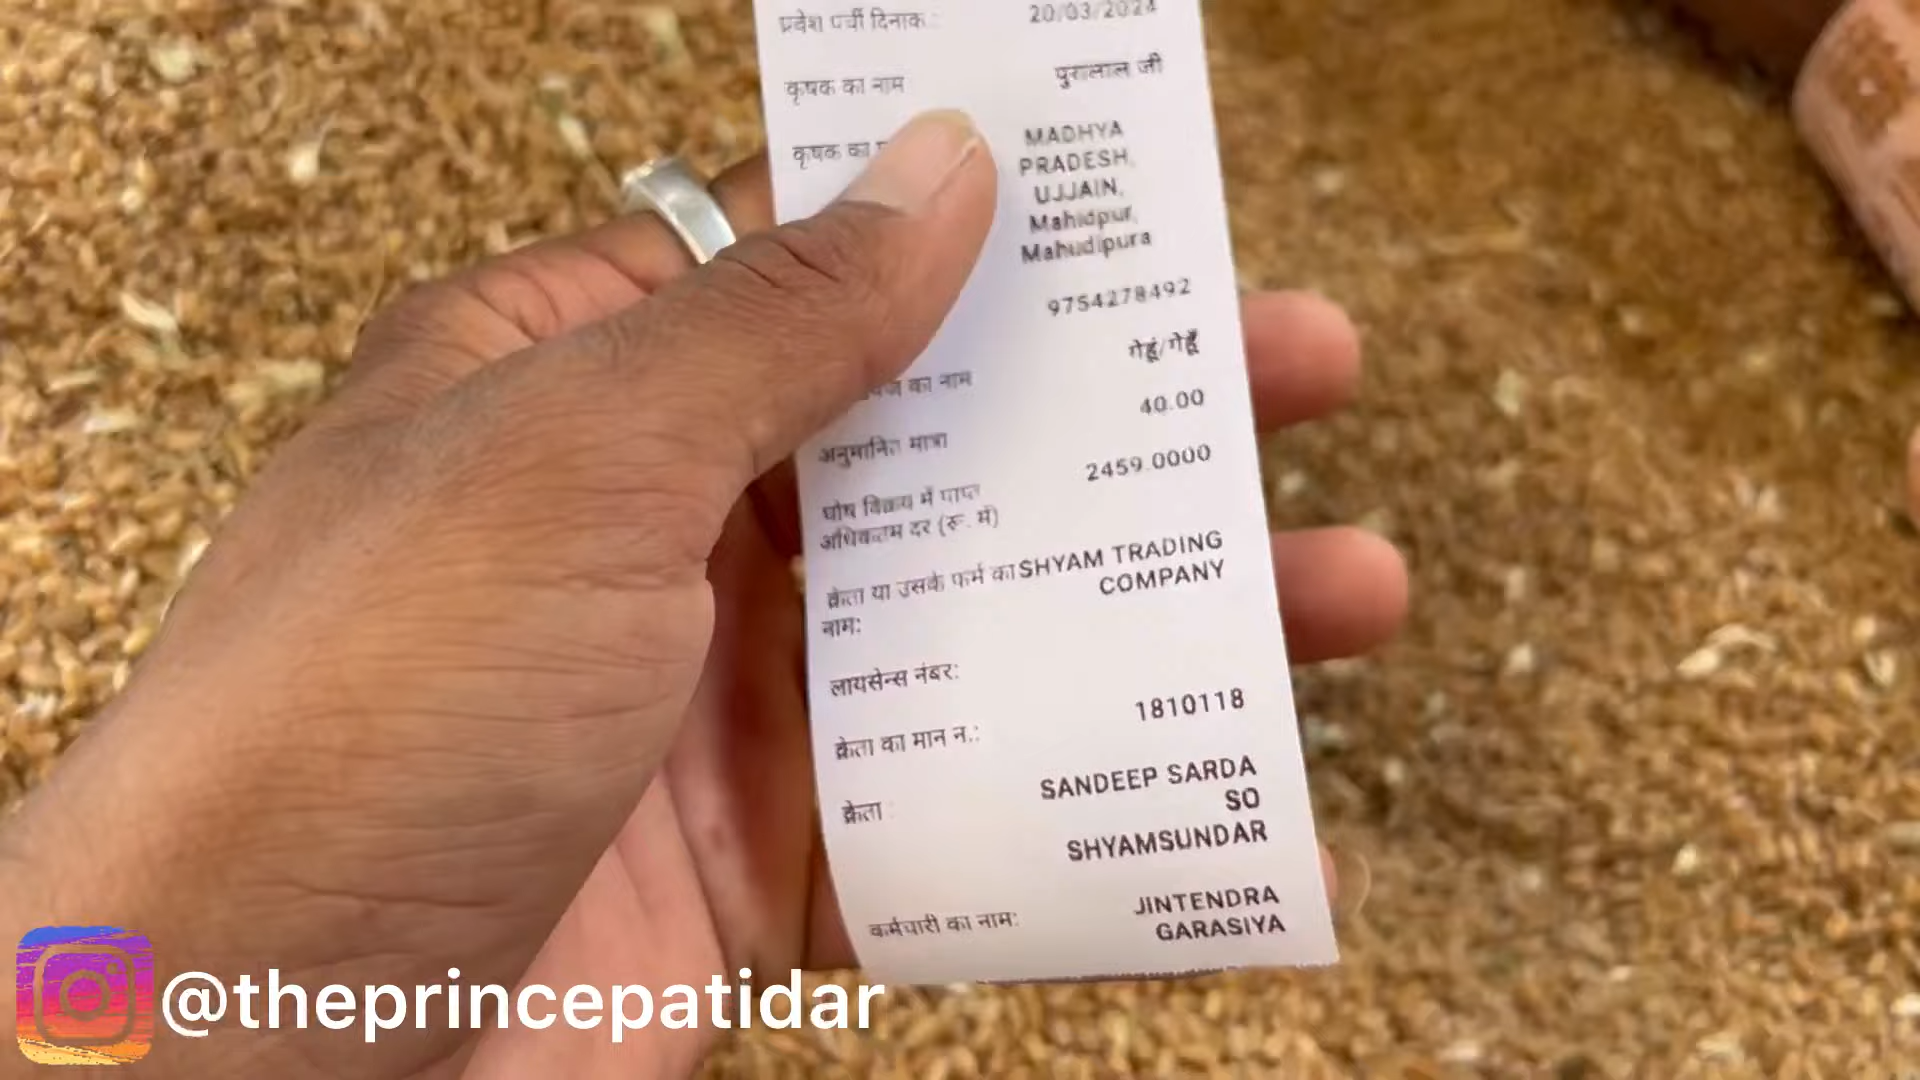 प्रवेश पर्ची दिनाक : 20/03/2024
कृषक का नाम पुरालाल जी
कृषक का MADHYA
PRADESH,
UJJAIN,
Mahidpur,
Mahudipura
9754278492
का नाम गेहूं/गेहूँ
अनुमानित मात्रा 40.00
घोष विक्रय में प्राप्त 2459.0000
अधिकतम दर (रू. में)
क्रेता या उसके फर्म का SHYAM TRADING
नाम: COMPANY
लायसेन्स नंबर:
क्रेता का मान न.: 1810118
क्रेता : SANDEEP SARDA
SO
SHYAMSUNDAR
कर्मचारी का नाम: JINTENDRA
GARASIYA
@theprincepatidar